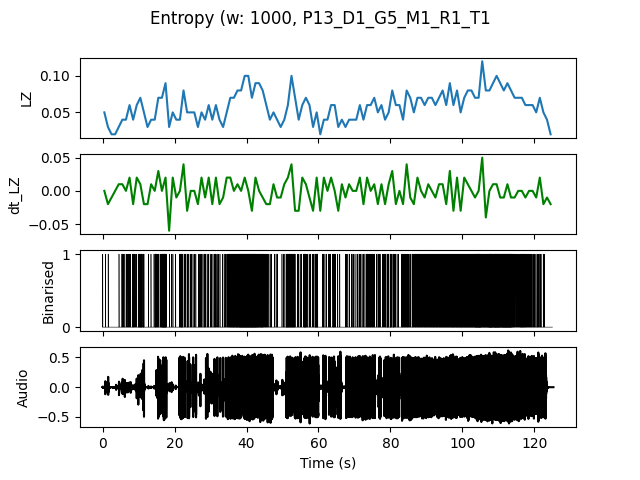 Entropy (w: 1000, P13_D1_G5_M1_R1_T1
LZ
0.10
0.05
dt_LZ
0.05
0.00
−0.05
Binarised
1
0
Audio
0.5
0.0
−0.5
0 20 40 60 80 100 120
Time (s)